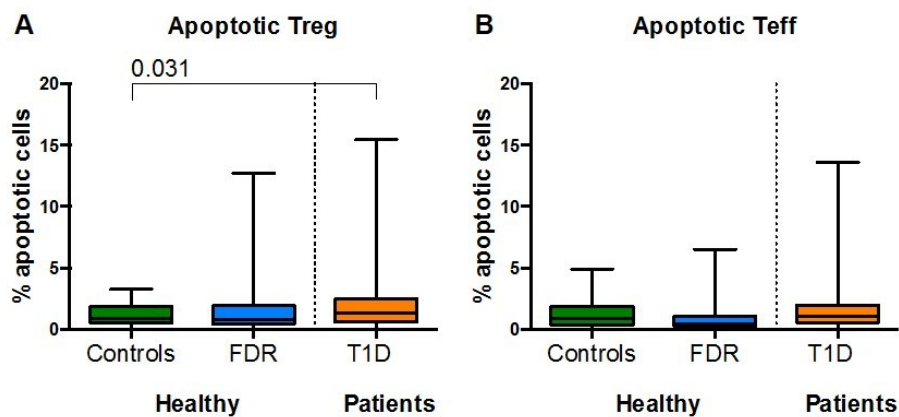 A Apoptotic Treg
0.031
% apoptotic cells
20
15
10
5
0
Controls FDR T1D
Healthy Patients
B Apoptotic Teff
% apoptotic cells
20
15
10
5
0
Controls FDR T1D
Healthy Patients